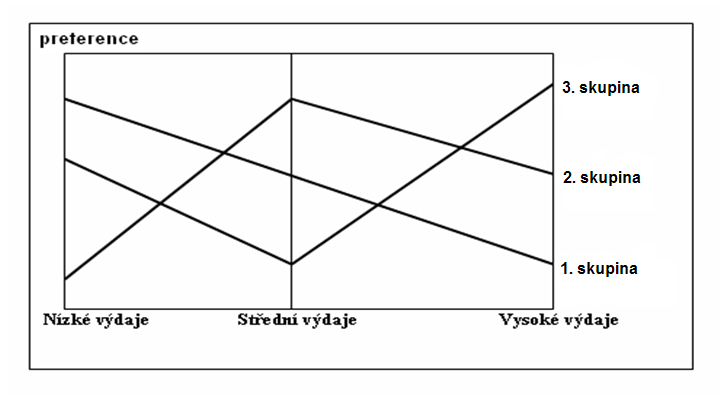 preference
3. skupina
2. skupina
1. skupina
Nízké výdaje
Střední výdaje
Vysoké výdaje